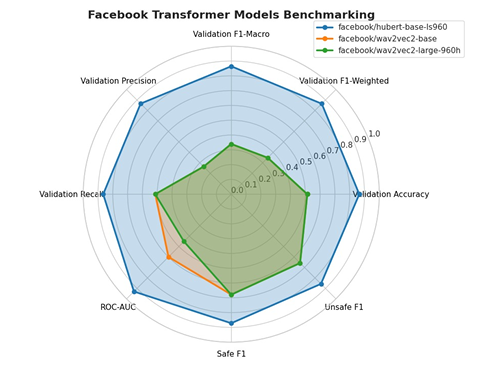 Facebook Transformer Models Benchmarking
facebook/hubert-base-ls960
facebook/wav2vec2-base
facebook/wav2vec2-large-960h
Validation F1-Macro
Validation Precision
Validation F1-Weighted
0.0 0.1 0.2 0.3 0.4 0.5 0.6 0.7 0.8 0.9 1.0
Validation Recall
Validation Accuracy
ROC-AUC
Unsafe F1
Safe F1